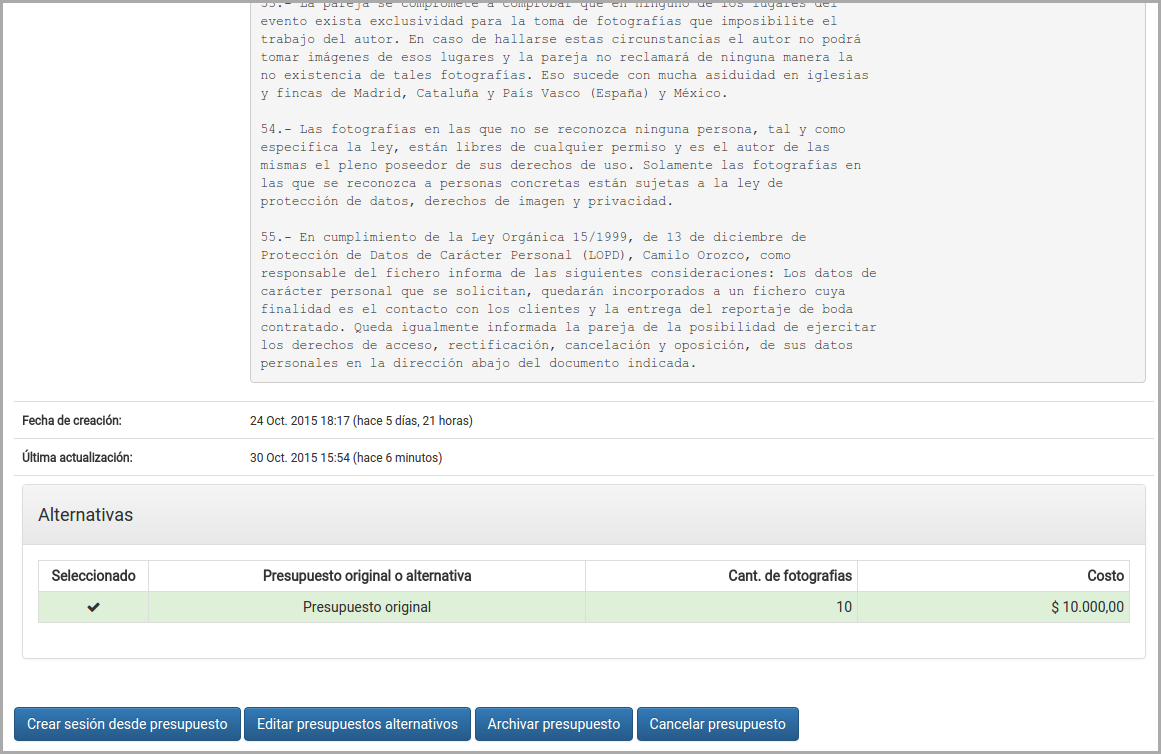 53.- La pareja se compromete a comprobar que en ninguno de los lugares del
evento exista exclusividad para la toma de fotografías que imposibilite el
trabajo del autor. En caso de hallarse estas circunstancias el autor no podrá
tomar imágenes de esos lugares y la pareja no reclamará de ninguna manera la
no existencia de tales fotografías. Eso sucede con mucha asiduidad en iglesias
y fincas de Madrid, Cataluña y País Vasco (España) y México.
54.- Las fotografías en las que no se reconozca ninguna persona, tal y como
especifica la ley, están libres de cualquier permiso y es el autor de las
mismas el pleno poseedor de sus derechos de uso. Solamente las fotografías en
las que se reconozca a personas concretas están sujetas a la ley de
protección de datos, derechos de imagen y privacidad.
55.- En cumplimiento de la Ley Orgánica 15/1999, de 13 de diciembre de
Protección de Datos de Carácter Personal (LOPD), Camilo Orozco, como
responsable del fichero informa de las siguientes consideraciones: Los datos de
carácter personal que se solicitan, quedarán incorporados a un fichero cuya
finalidad es el contacto con los clientes y la entrega del reportaje de boda
contratado. Queda igualmente informada la pareja de la posibilidad de ejercitar
los derechos de acceso, rectificación, cancelación y oposición, de sus datos
personales en la dirección abajo del documento indicada.
Fecha de creación: 24 Oct. 2015 18:17 (hace 5 días, 21 horas)
Última actualización: 30 Oct. 2015 15:54 (hace 6 minutos)
Alternativas
Seleccionado Presupuesto original o alternativa Cant. de fotografias Costo
✔ Presupuesto original 10 $ 10.000,00
Crear sesión desde presupuesto Editar presupuestos alternativos Archivar presupuesto Cancelar presupuesto